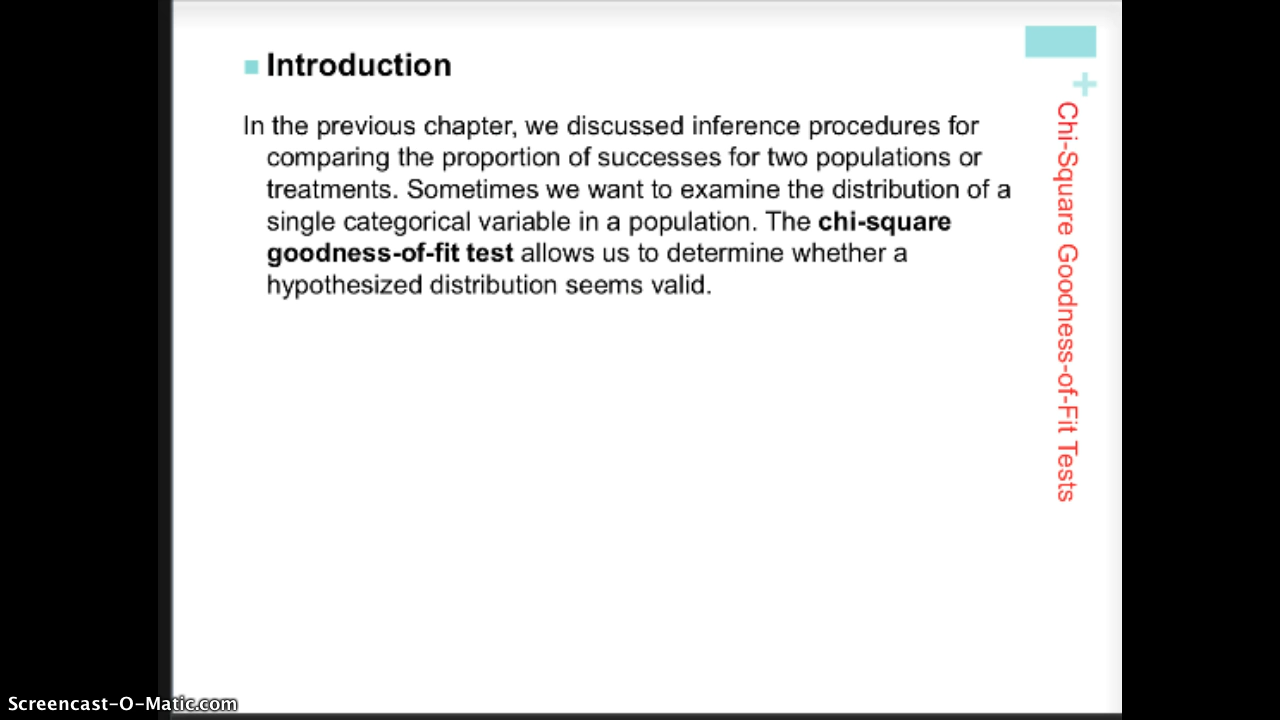 Introduction
In the previous chapter, we discussed inference procedures for
comparing the proportion of successes for two populations or
treatments. Sometimes we want to examine the distribution of a
single categorical variable in a population. The chi-square
goodness-of-fit test allows us to determine whether a
hypothesized distribution seems valid.
+
Chi-Square Goodness-of-Fit Tests
Screencast-O-Matic.com